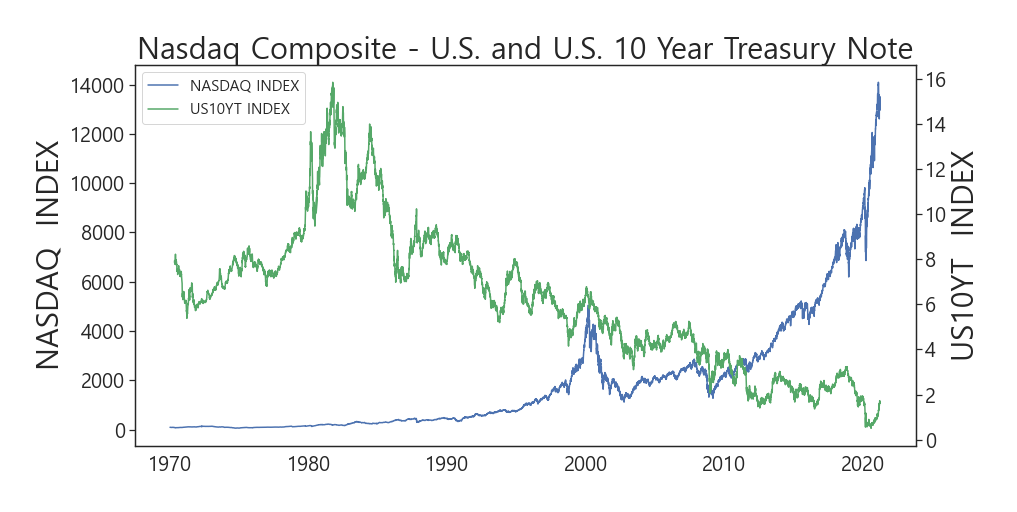 Nasdaq Composite - U.S. and U.S. 10 Year Treasury Note
NASDAQ INDEX
US10YT INDEX
14000
12000
10000
8000
6000
4000
2000
0
NASDAQ INDEX
16
14
12
10
8
6
4
2
0
US10YT INDEX
1970 1980 1990 2000 2010 2020